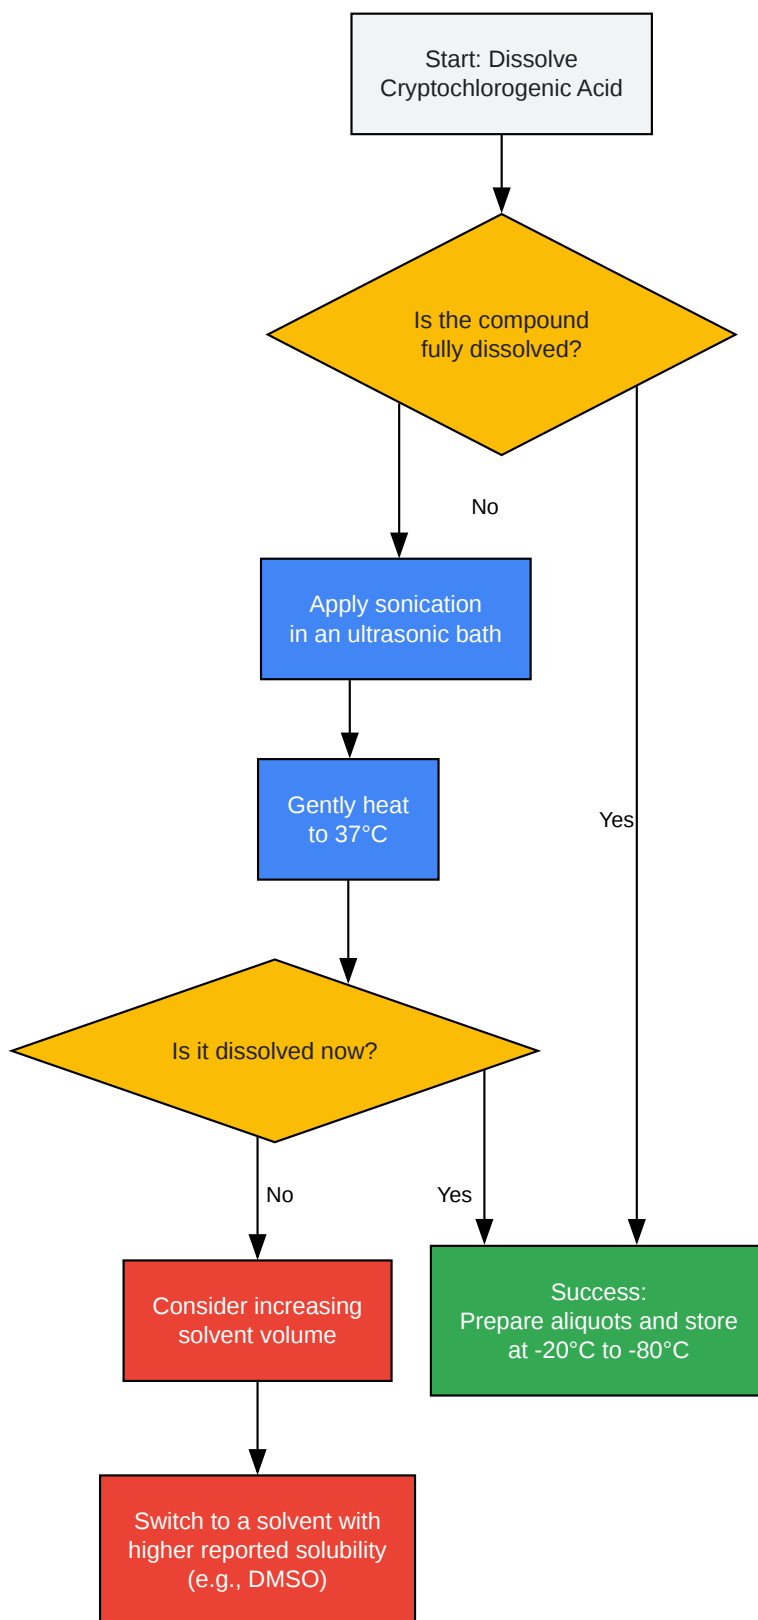 Start: Dissolve
Cryptochlorogenic Acid
Is the compound
fully dissolved?
No
Apply sonication
in an ultrasonic bath
Gently heat
to 37°C
Yes
Is it dissolved now?
No
Yes
Consider increasing
solvent volume
Success:
Prepare aliquots and store
at -20°C to -80°C
Switch to a solvent with
higher reported solubility
(e.g., DMSO)